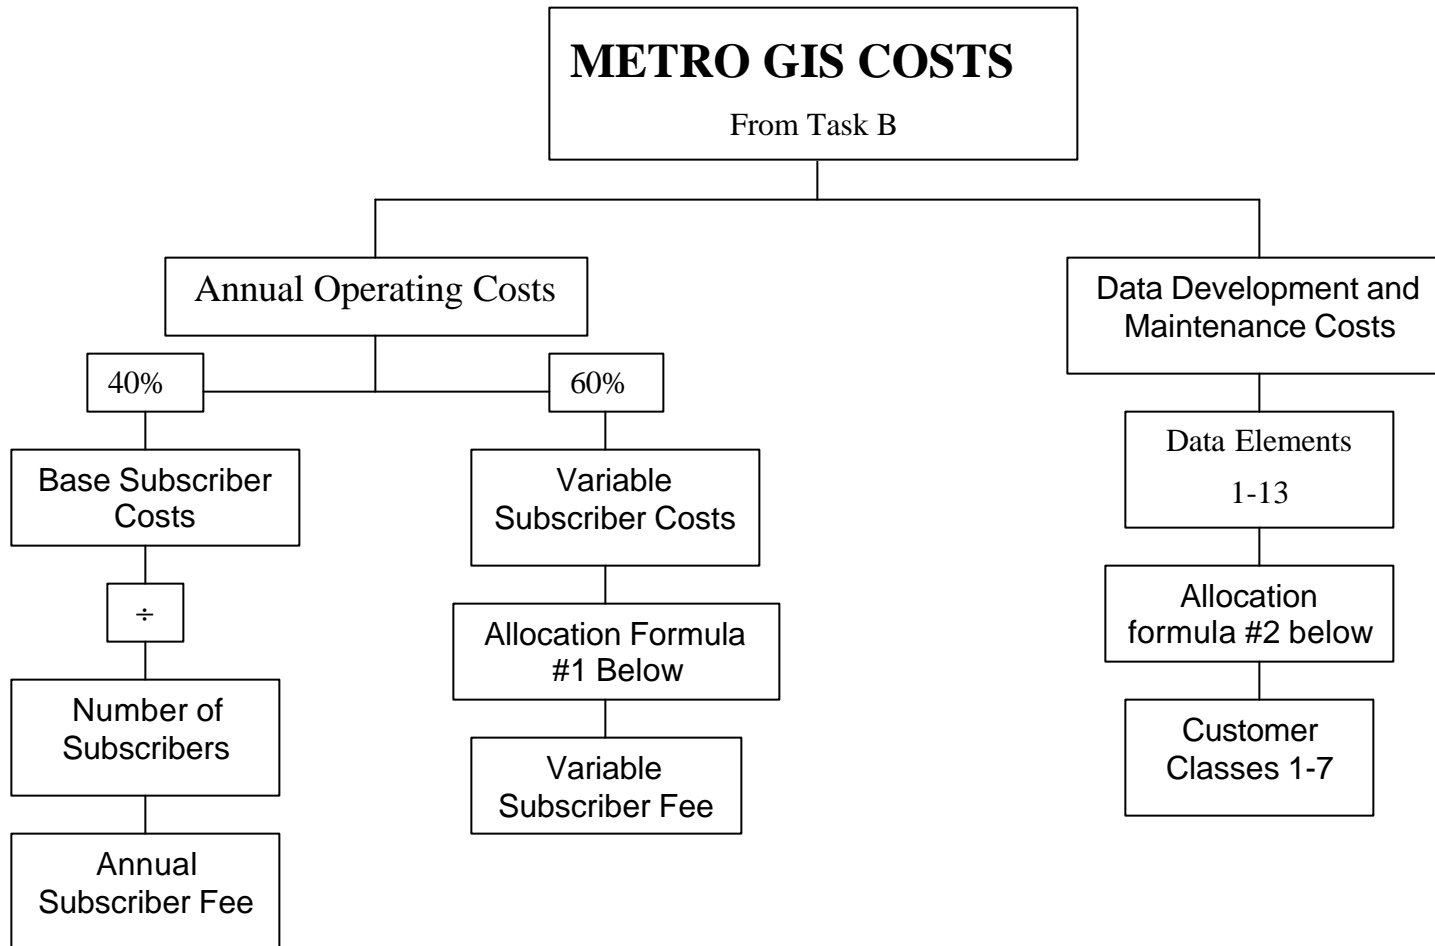 METRO GIS COSTS
From Task B
Annual Operating Costs
Data Development and
Maintenance Costs
40%
60%
Base Subscriber
Costs
Variable
Subscriber Costs
Data Elements
1-13
÷
Allocation Formula
#1 Below
Allocation
formula #2 below
Number of
Subscribers
Variable
Subscriber Fee
Customer
Classes 1-7
Annual
Subscriber Fee